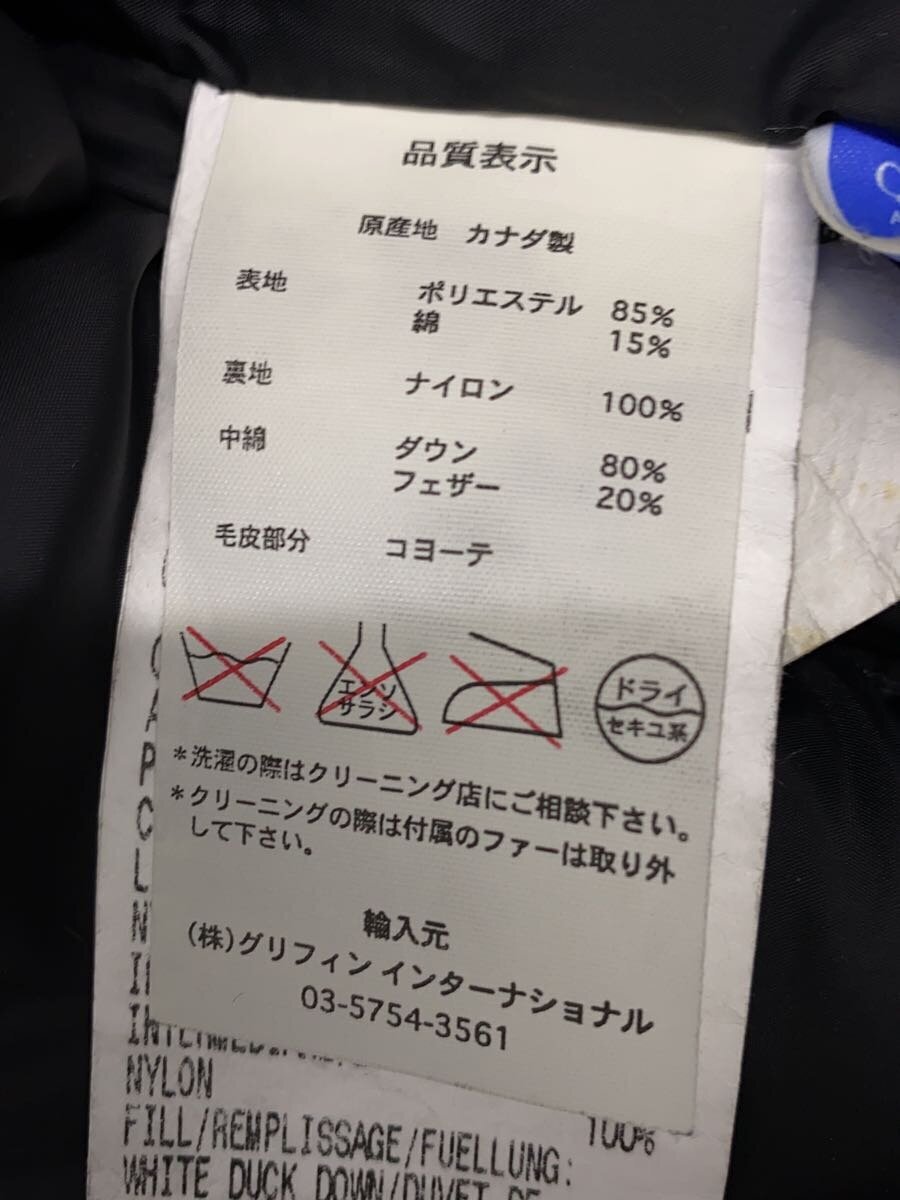 品質表示
原産地 カナダ製
表地 ポリエステル 85%
綿 15%
裏地 ナイロン 100%
中綿 ダウン 80%
フェザー 20%
毛皮部分 コヨーテ
エンソ
サラシ
ドライ
セキユ系
*洗濯の際はクリーニング店にご相談下さい。
*クリーニングの際は付属のファーは取り外
して下さい。
輸入元
(株)グリフィン インターナショナル
03-5754-3561
NYLON 100%
FILL/REMPLISSAGE/FUELLUNG:
WHITE DUCK DOWN/DUVET DE